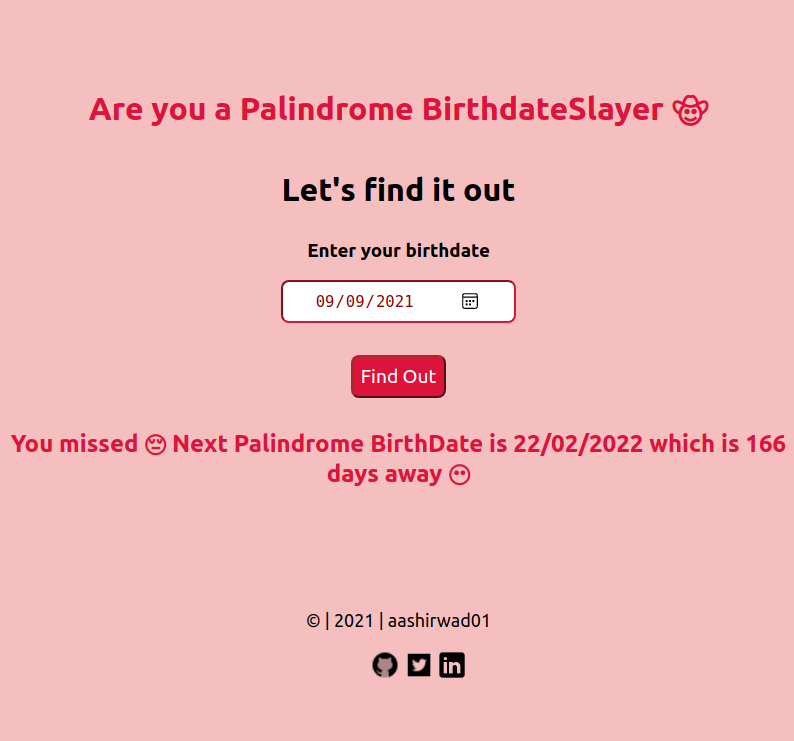 Are you a Palindrome BirthdateSlayer 🤠
Let's find it out
Enter your birthdate
09/09/2021
Find Out
You missed 😔 Next Palindrome BirthDate is 22/02/2022 which is 166
days away 😶
© | 2021 | aashirwad01
in